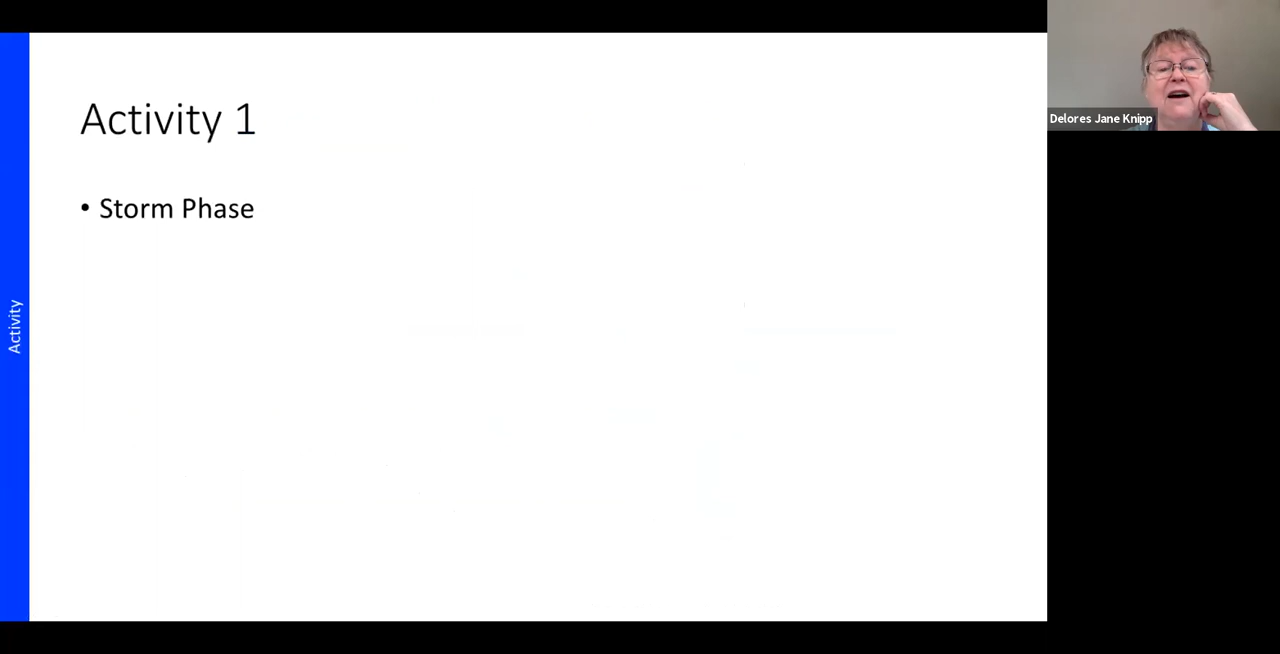 Activity 1
• Storm Phase
Activity
Delores Jane Knipp